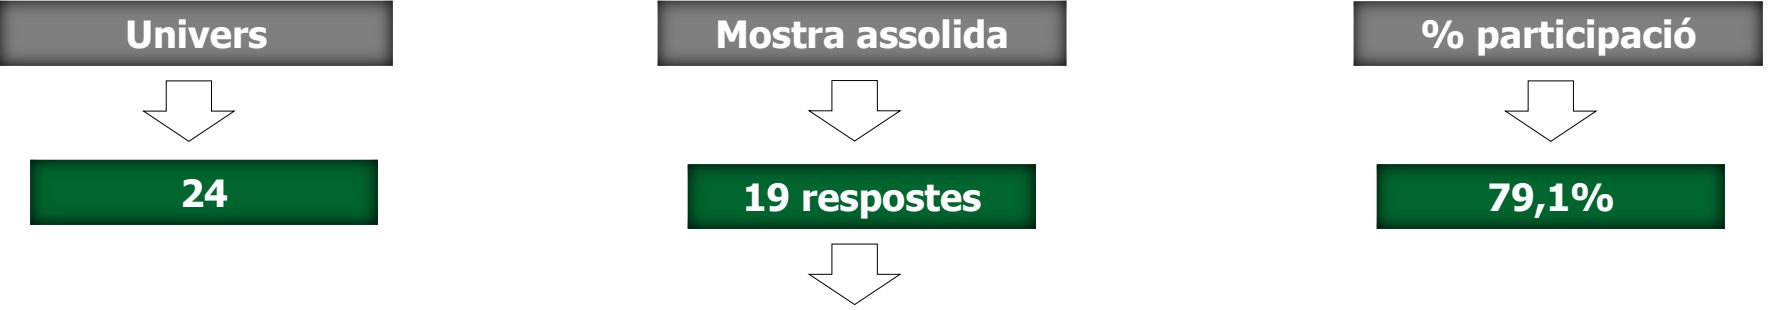 Univers
Mostra assolida
% participació
24
19 respostes
79,1%